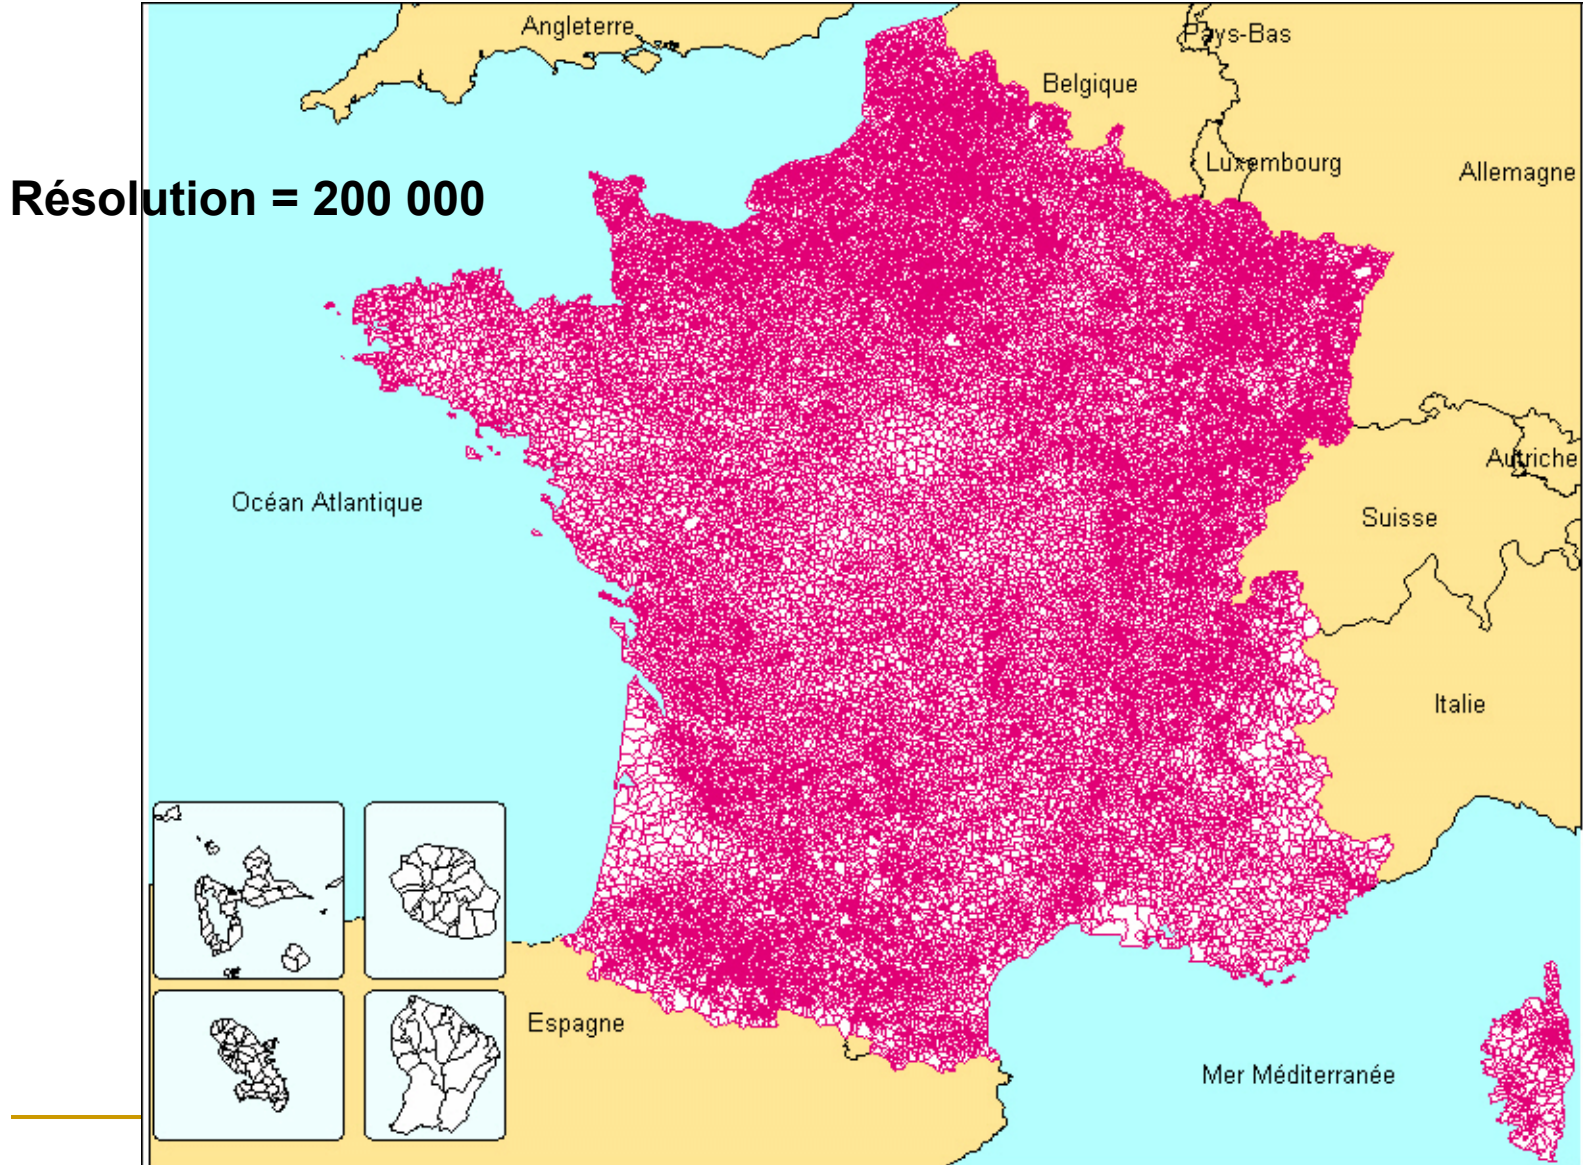 Angleterre
Pays-Bas
Belgique
Luxembourg
Allemagne
Résolution = 200 000
Autriche
Océan Atlantique
Suisse
Italie
Espagne
Mer Méditerranée